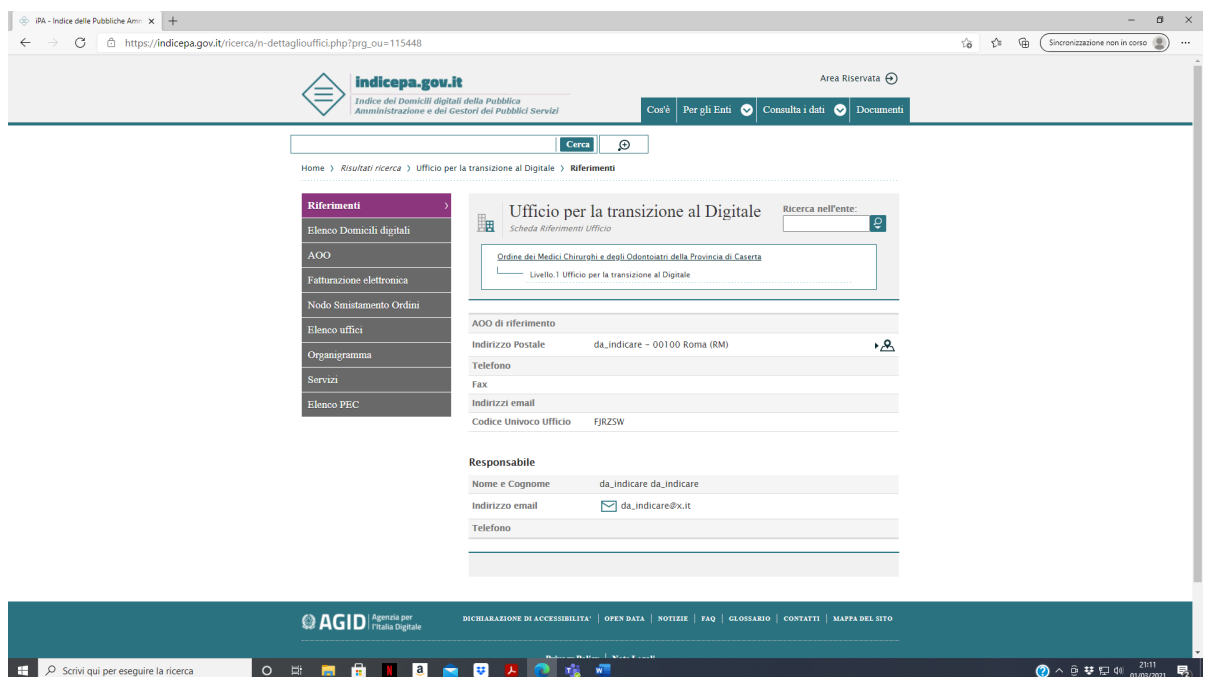 iPA - Indice delle Pubbliche Amm
https://indicepa.gov.it/ricerca/n-dettagliouffici.php?prg_ou=115448
Sincronizzazione non in corso
indicepa.gov.it
Indice dei Domicili digitali della Pubblica
Amministrazione e dei Gestori dei Pubblici Servizi
Area Riservata
Cos'è Per gli Enti Consulta i dati Documenti
Cerca
Home > Risultati ricerca > Ufficio per la transizione al Digitale > Riferimenti
Riferimenti
Elenco Domicili digitali
AOO
Fatturazione elettronica
Nodo Smistamento Ordini
Elenco uffici
Organigramma
Servizi
Elenco PEC
Ufficio per la transizione al Digitale
Scheda Riferimenti Ufficio
Ricerca nell'ente:
Ordine dei Medici Chirurghi e degli Odontoiatri della Provincia di Caserta
Livello.1 Ufficio per la transizione al Digitale
AOO di riferimento
Indirizzo Postale da_indicare - 00100 Roma (RM)
Telefono
Fax
Indirizzi email
Codice Univoco Ufficio FJRZSW
Responsabile
Nome e Cognome da_indicare da_indicare
Indirizzo email da_indicare@x.it
Telefono
AGID Agenzia per
l'Italia Digitale
DICHIARAZIONE DI ACCESSIBILITA' | OPEN DATA | NOTIZIE | FAQ | GLOSSARIO | CONTATTI | MAPPA DEL SITO
Privacy Policy | Note Legali
Scrivi qui per eseguire la ricerca
21:11
01/03/2021